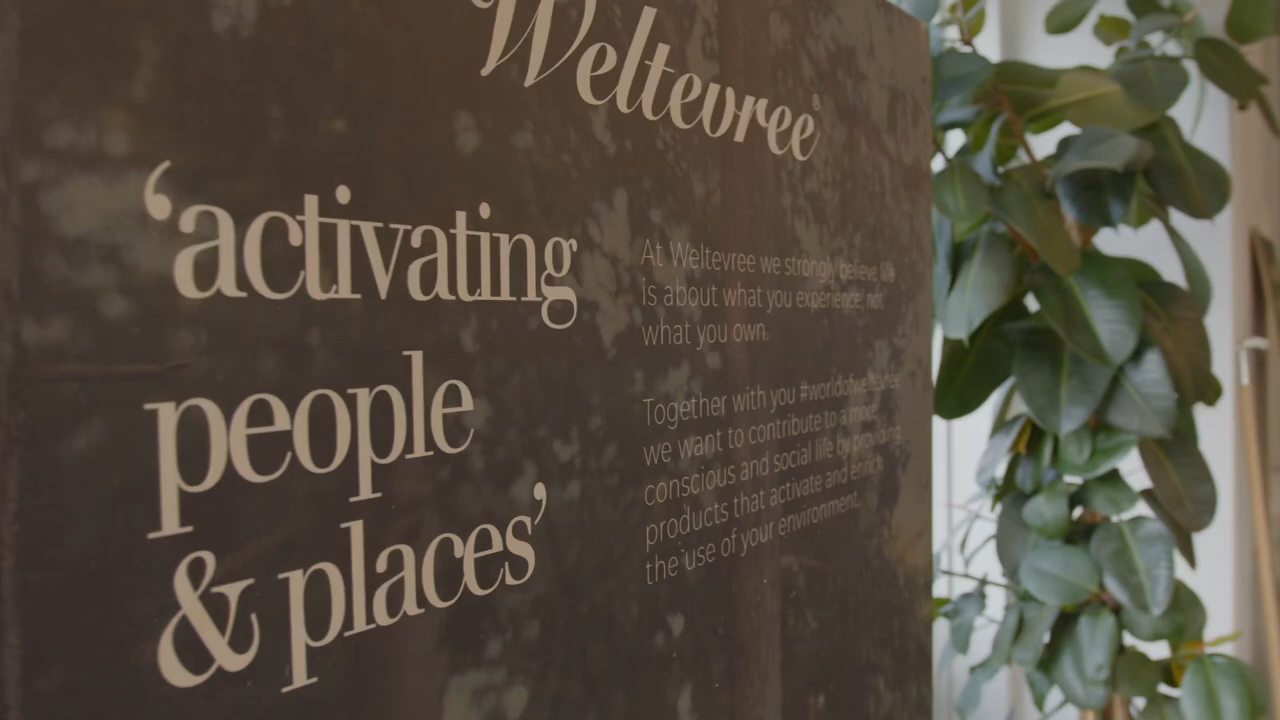 Weltevree
‘activating
people
& places’
At Weltevree we strongly believe life
is about what you experience, not
what you own.
Together with you #worldofweltevree
we want to contribute to a more
conscious and social life by providing
products that activate and enrich
the use of your environment.